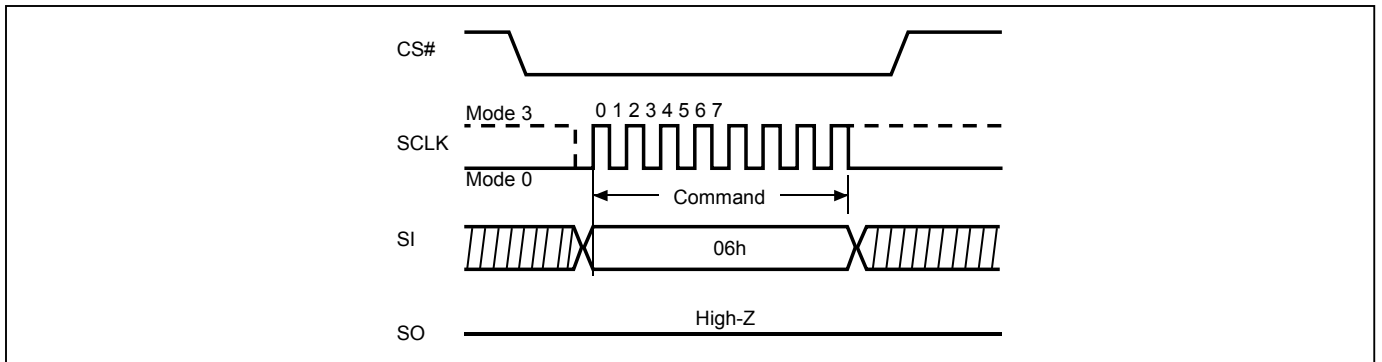 CS#
Mode 3
0 1 2 3 4 5 6 7
SCLK
Mode 0
Command
SI
06h
High-Z
SO